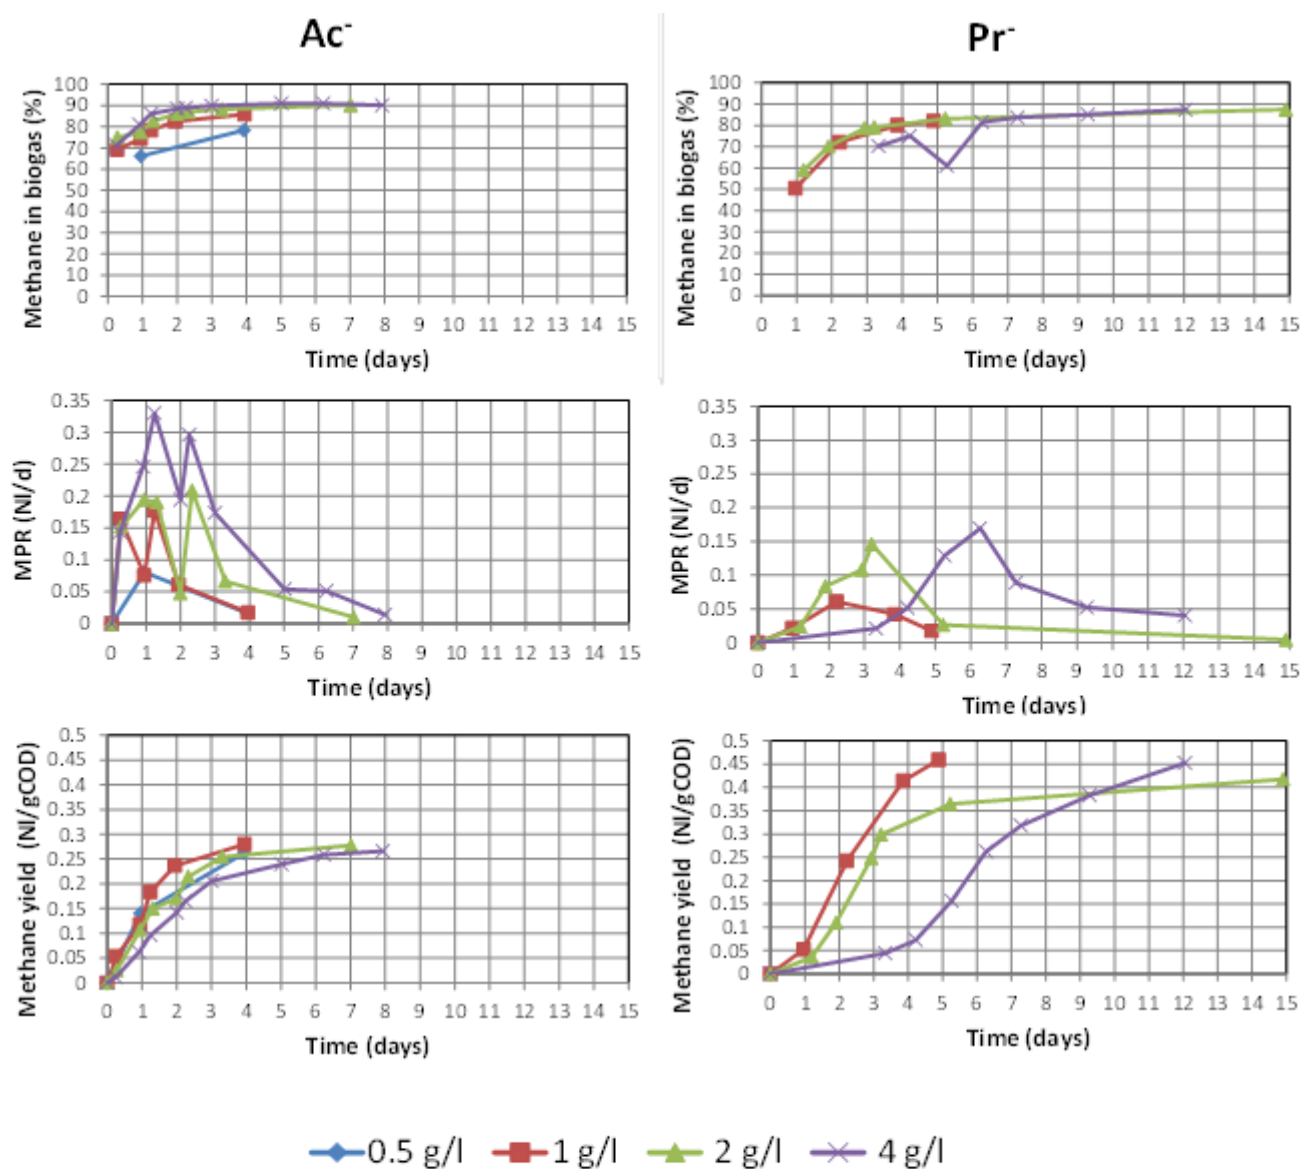 Ac⁻
Pr⁻
Methane in biogas (%)
100
90
80
70
60
50
40
30
20
10
0
0 1 2 3 4 5 6 7 8 9 10 11 12 13 14 15
Time (days)
Methane in biogas (%)
100
90
80
70
60
50
40
30
20
10
0
0 1 2 3 4 5 6 7 8 9 10 11 12 13 14 15
Time (days)
MPR (Nl/d)
0.35
0.3
0.25
0.2
0.15
0.1
0.05
0
0 1 2 3 4 5 6 7 8 9 10 11 12 13 14 15
Time (days)
MPR (Nl/d)
0.35
0.3
0.25
0.2
0.15
0.1
0.05
0
0 1 2 3 4 5 6 7 8 9 10 11 12 13 14 15
Time (days)
Methane yield (Nl/gCOD)
0.5
0.45
0.4
0.35
0.3
0.25
0.2
0.15
0.1
0.05
0
0 1 2 3 4 5 6 7 8 9 10 11 12 13 14 15
Time (days)
Methane yield (Nl/gCOD)
0.5
0.45
0.4
0.35
0.3
0.25
0.2
0.15
0.1
0.05
0
0 1 2 3 4 5 6 7 8 9 10 11 12 13 14 15
Time (days)
0.5 g/l 1 g/l 2 g/l 4 g/l